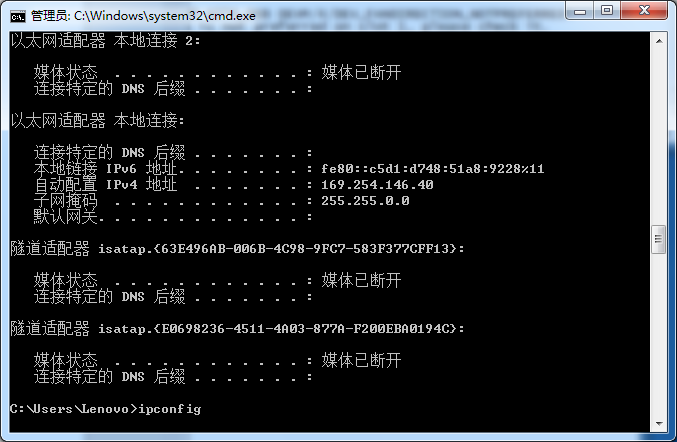 管理员: C:\Windows\system32\cmd.exe
以太网适配器 本地连接 2:
媒体状态 . . . . . . . . . . . . : 媒体已断开
连接特定的 DNS 后缀 . . . . . . . :
以太网适配器 本地连接:
连接特定的 DNS 后缀 . . . . . . . :
本地链接 IPv6 地址. . . . . . . . : fe80::c5d1:d748:51a8:9228%11
自动配置 IPv4 地址 . . . . . . . : 169.254.146.40
子网掩码 . . . . . . . . . . . . : 255.255.0.0
默认网关. . . . . . . . . . . . . :
隧道适配器 isatap.{63E496AB-006B-4C98-9FC7-583F377CFF13}:
媒体状态 . . . . . . . . . . . . : 媒体已断开
连接特定的 DNS 后缀 . . . . . . . :
隧道适配器 isatap.{E0698236-4511-4A03-877A-F200EBA0194C}:
媒体状态 . . . . . . . . . . . . : 媒体已断开
连接特定的 DNS 后缀 . . . . . . . :
C:\Users\Lenovo>ipconfig